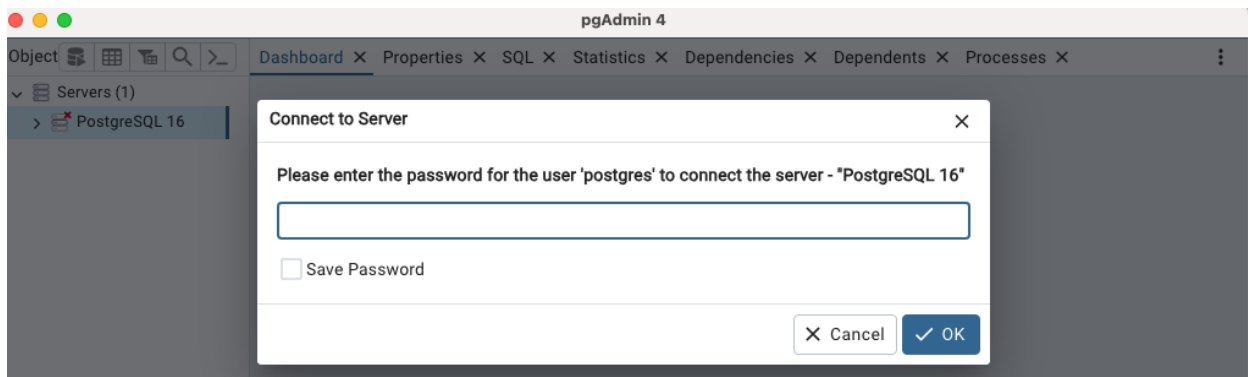 pgAdmin 4
Object
Dashboard Properties SQL Statistics Dependencies Dependents Processes
Servers (1)
PostgreSQL 16
Connect to Server
Please enter the password for the user 'postgres' to connect the server - "PostgreSQL 16"
Save Password
Cancel OK